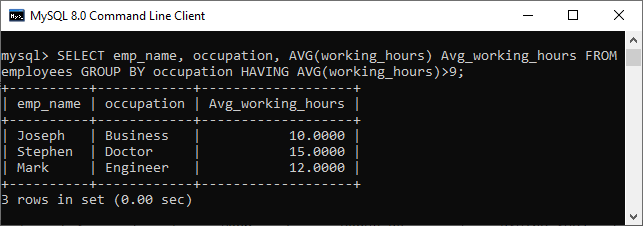 MySQL 8.0 Command Line Client
mysql> SELECT emp_name, occupation, AVG(working_hours) Avg_working_hours FROM
employees GROUP BY occupation HAVING AVG(working_hours)>9;
+----------+------------+-------------------+
| emp_name | occupation | Avg_working_hours |
+----------+------------+-------------------+
| Joseph   | Business   |           10.0000 |
| Stephen  | Doctor     |           15.0000 |
| Mark     | Engineer   |           12.0000 |
+----------+------------+-------------------+
3 rows in set (0.00 sec)